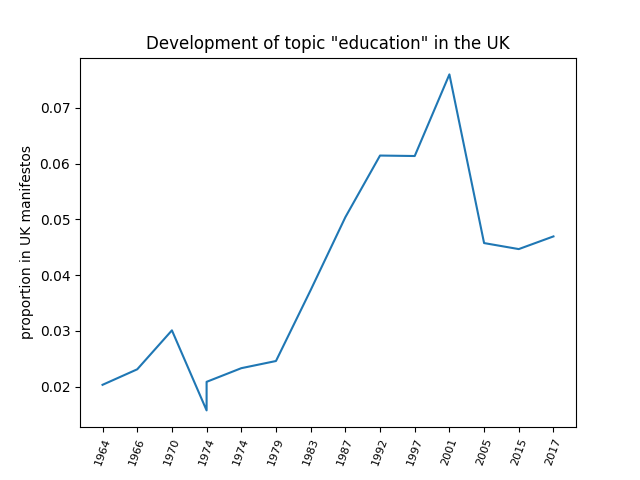 Development of topic "education" in the UK
proportion in UK manifestos
0.07
0.06
0.05
0.04
0.03
0.02
1964 1966 1970 1974 1974 1979 1983 1987 1992 1997 2001 2005 2015 2017